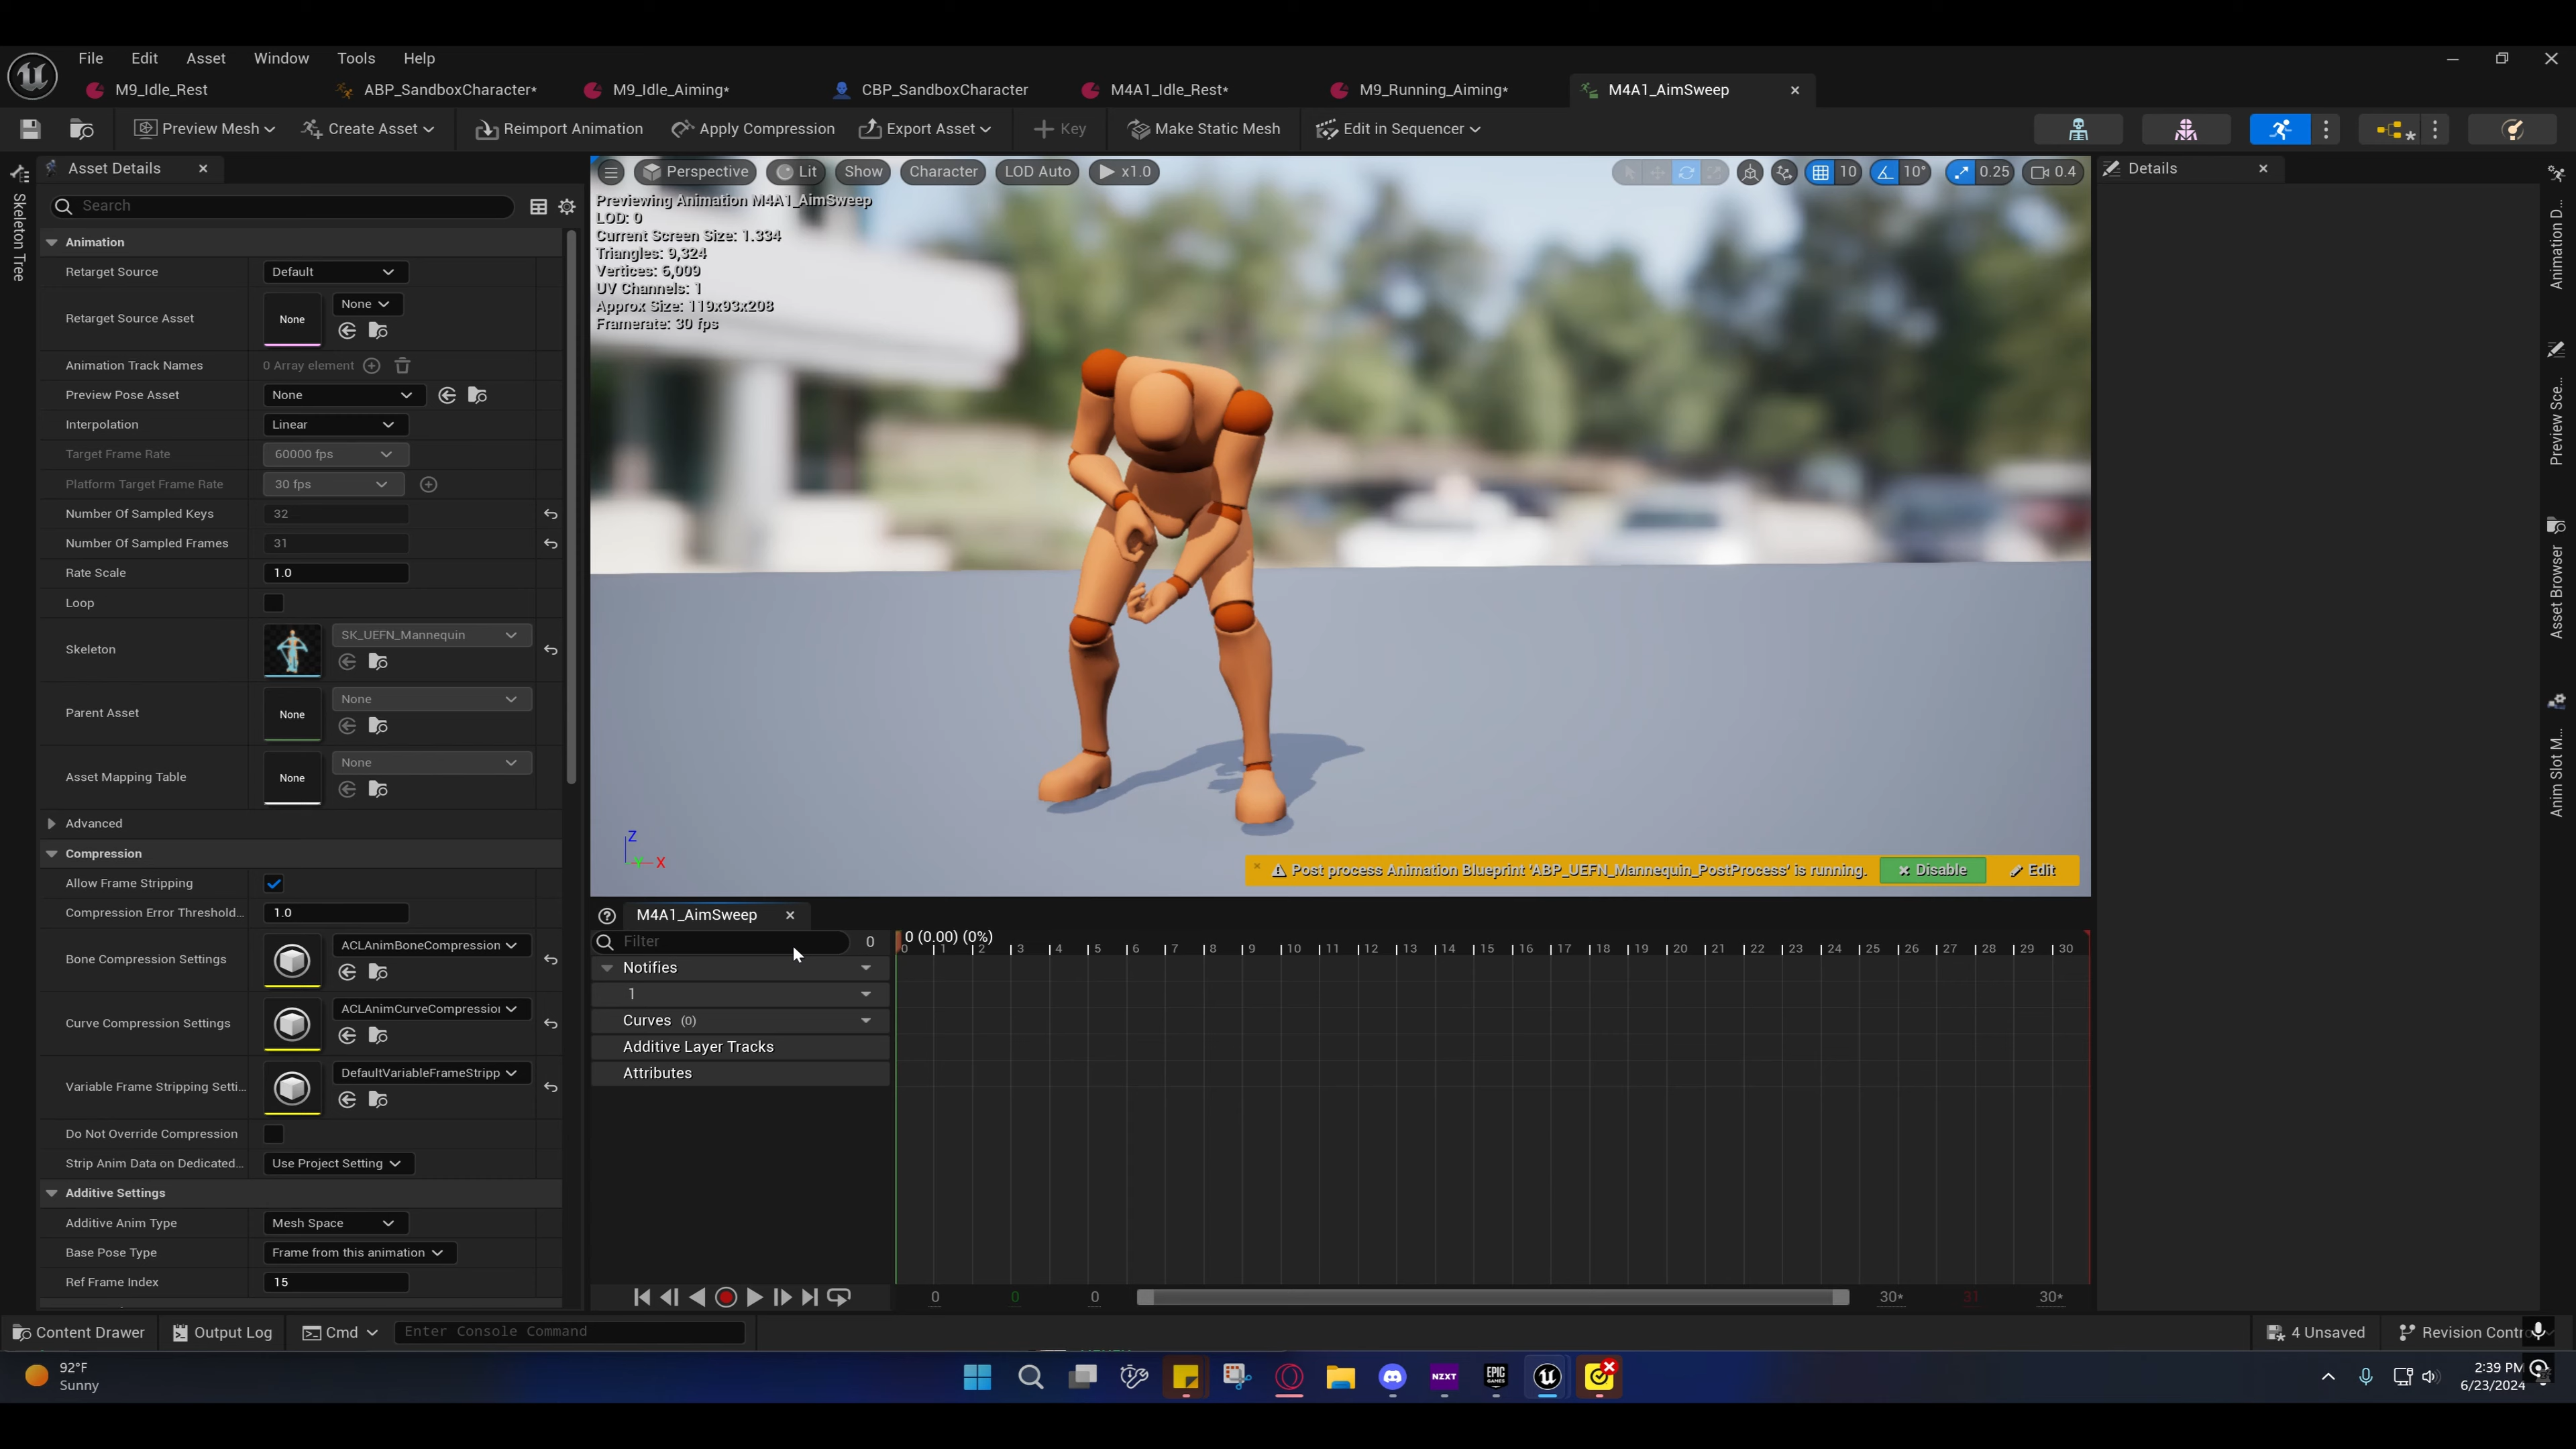 File Edit Asset Window Tools Help
M9_Idle_Rest ABP_SandboxCharacter* M9_Idle_Aiming* CBP_SandboxCharacter M4A1_Idle_Rest* M9_Running_Aiming* M4A1_AimSweep
Preview Mesh Create Asset Reimport Animation Apply Compression Export Asset Key Make Static Mesh Edit in Sequencer
Skeleton Tree
Asset Details
Search
Animation
Retarget Source Default
Retarget Source Asset None None
Animation Track Names 0 Array element
Preview Pose Asset None
Interpolation Linear
Target Frame Rate 60000 fps
Platform Target Frame Rate 30 fps
Number Of Sampled Keys 32
Number Of Sampled Frames 31
Rate Scale 1.0
Loop
Skeleton SK_UEFN_Mannequin
Parent Asset None None
Asset Mapping Table None None
Advanced
Compression
Allow Frame Stripping
Compression Error Threshold... 1.0
Bone Compression Settings ACLAnimBoneCompression
Curve Compression Settings ACLAnimCurveCompression
Variable Frame Stripping Setti... DefaultVariableFrameStripp
Do Not Override Compression
Strip Anim Data on Dedicated... Use Project Setting
Additive Settings
Additive Anim Type Mesh Space
Base Pose Type Frame from this animation
Ref Frame Index 15
Perspective Lit Show Character LOD Auto x1.0 10 10° 0.25 0.4
Previewing Animation M4A1_AimSweep
LOD: 0
Current Screen Size: 1.334
Triangles: 9,324
Vertices: 6,009
UV Channels: 1
Approx Size: 119x93x208
Framerate: 30 fps
Z
Y X
Post process Animation Blueprint 'ABP_UEFN_Mannequin_PostProcess' is running. Disable Edit
M4A1_AimSweep
Filter 0
0 (0.00) (0%)
0 1 2 3 4 5 6 7 8 9 10 11 12 13 14 15 16 17 18 19 20 21 22 23 24 25 26 27 28 29 30
Notifies
1
Curves (0)
Additive Layer Tracks
Attributes
0 0 0 30* 31 30*
Details
Animation D...
Preview Sce...
Asset Browser
Anim Slot M...
Content Drawer Output Log Cmd Enter Console Command 4 Unsaved Revision Contr
92°F
Sunny
NZXT
EPIC
GAMES
2:39 PM
6/23/2024